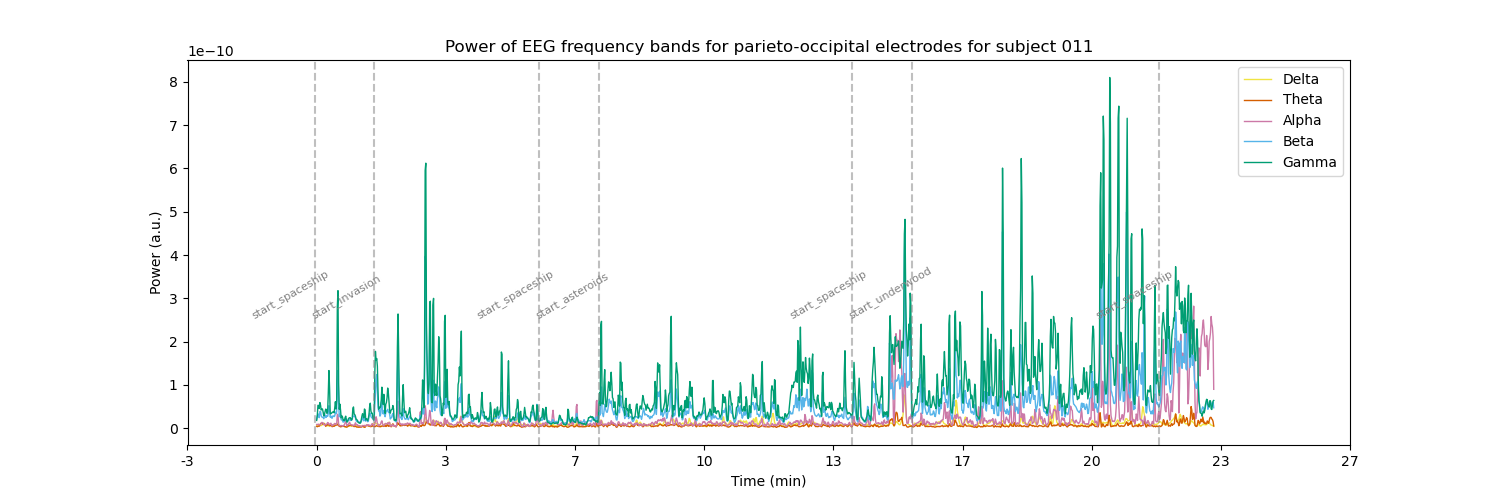 Power of EEG frequency bands for parieto-occipital electrodes for subject 011
1e−10
8
7
6
5
4
3
2
1
0
Power (a.u.)
Delta
Theta
Alpha
Beta
Gamma
start_spaceship
start_invasion
start_spaceship
start_asteroids
start_spaceship
start_underwood
start_spaceship
-3
0
3
7
10
13
17
20
23
27
Time (min)